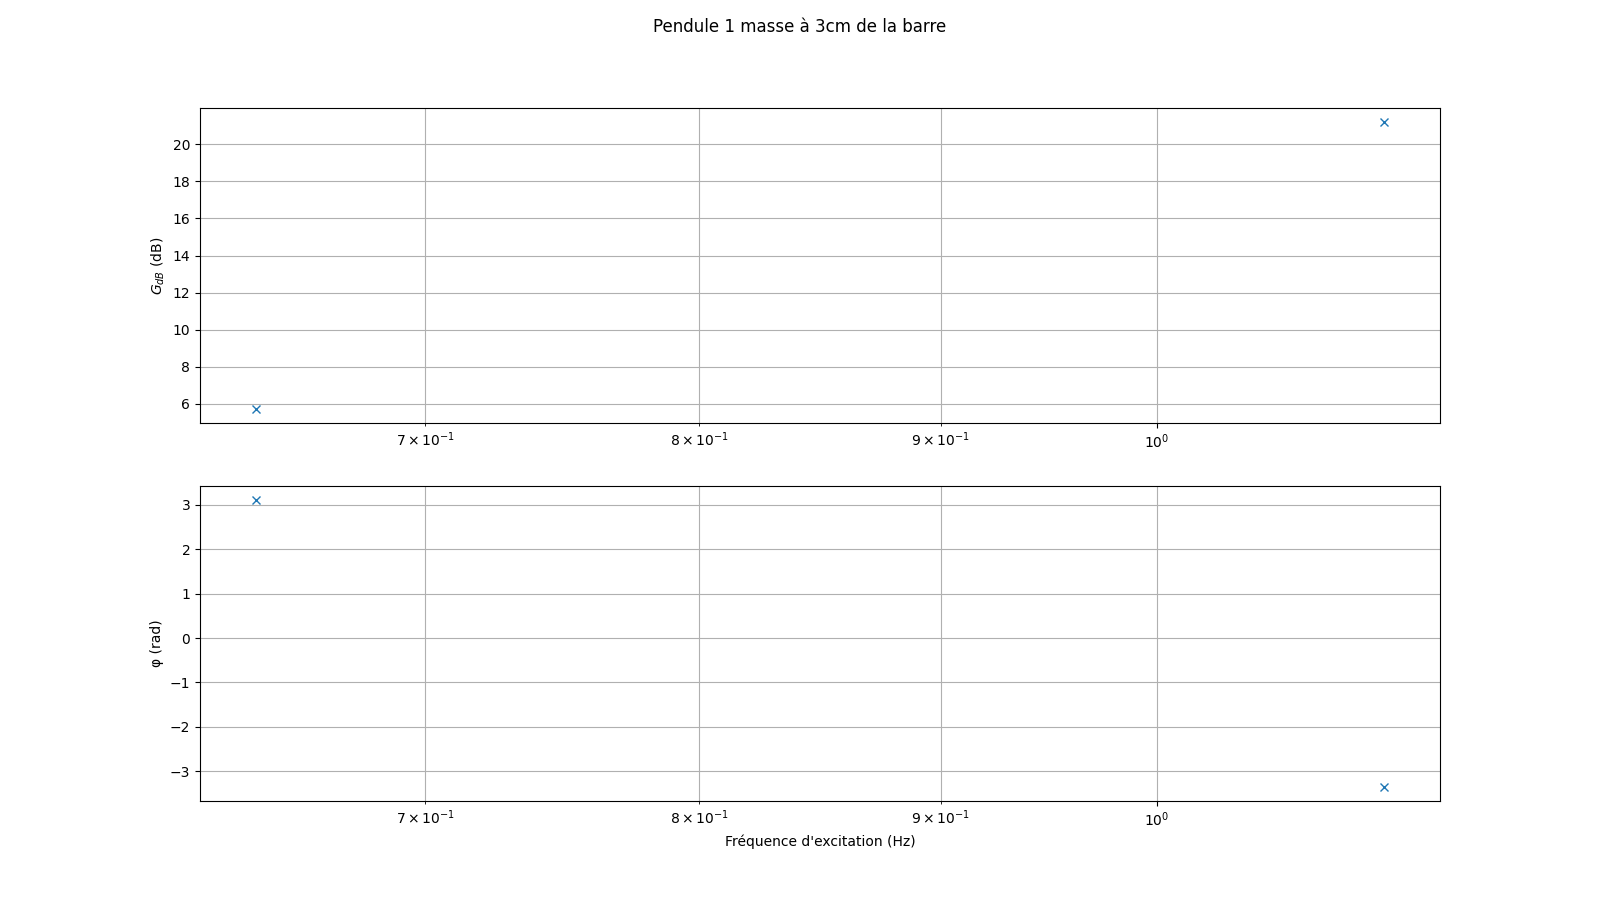 Pendule 1 masse à 3cm de la barre
20
18
16
14
12
10
8
6
G_dB (dB)
7 × 10⁻¹
8 × 10⁻¹
9 × 10⁻¹
10⁰
3
2
1
0
−1
−2
−3
φ (rad)
7 × 10⁻¹
8 × 10⁻¹
9 × 10⁻¹
10⁰
Fréquence d'excitation (Hz)